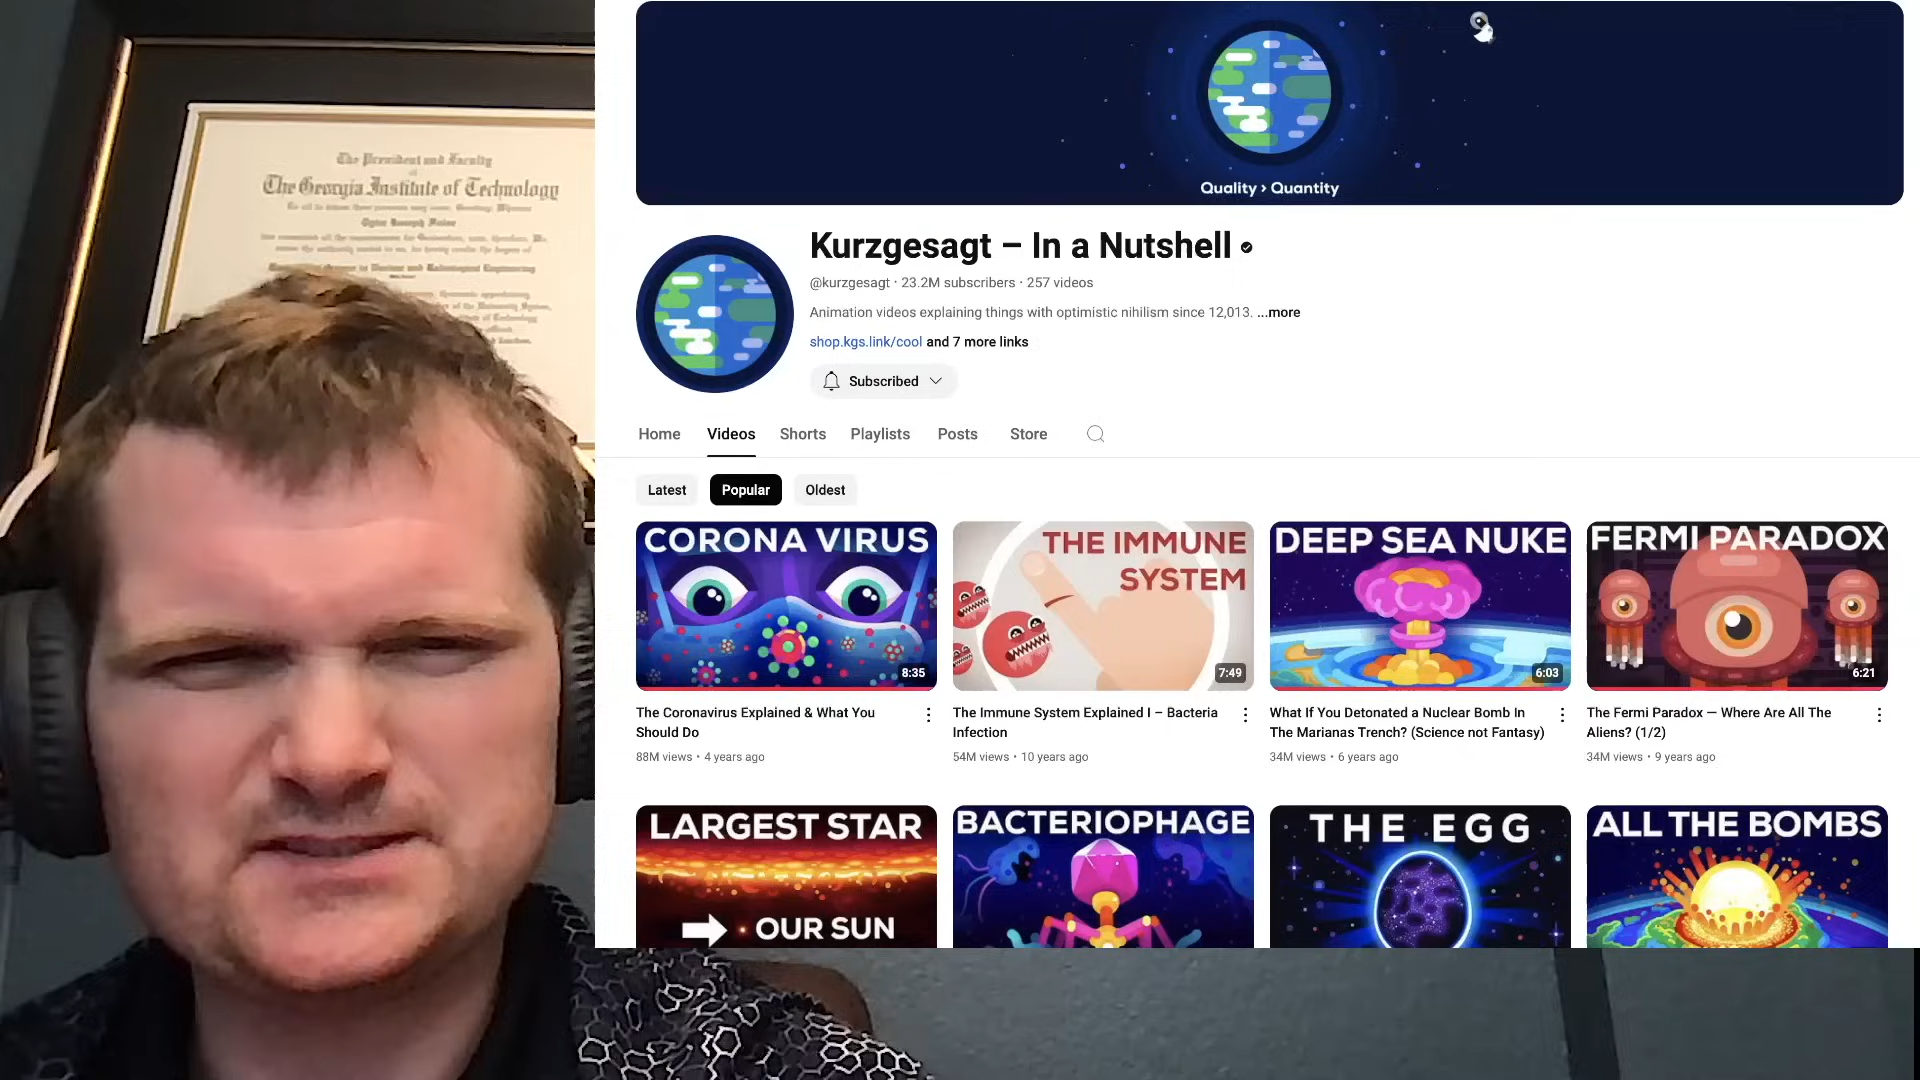 The President and Faculty
of
The Georgia Institute of Technology
Quality > Quantity
Kurzgesagt – In a Nutshell
@kurzgesagt · 23.2M subscribers · 257 videos
Animation videos explaining things with optimistic nihilism since 12,013. ...more
shop.kgs.link/cool and 7 more links
Subscribed
Home Videos Shorts Playlists Posts Store
Latest Popular Oldest
CORONA VIRUS
8:35
The Coronavirus Explained & What You
Should Do
88M views • 4 years ago
THE IMMUNE
SYSTEM
7:49
The Immune System Explained I – Bacteria
Infection
54M views • 10 years ago
DEEP SEA NUKE
6:03
What If You Detonated a Nuclear Bomb In
The Marianas Trench? (Science not Fantasy)
34M views • 6 years ago
FERMI PARADOX
6:21
The Fermi Paradox — Where Are All The
Aliens? (1/2)
34M views • 9 years ago
LARGEST STAR
OUR SUN
BACTERIOPHAGE
THE EGG
ALL THE BOMBS